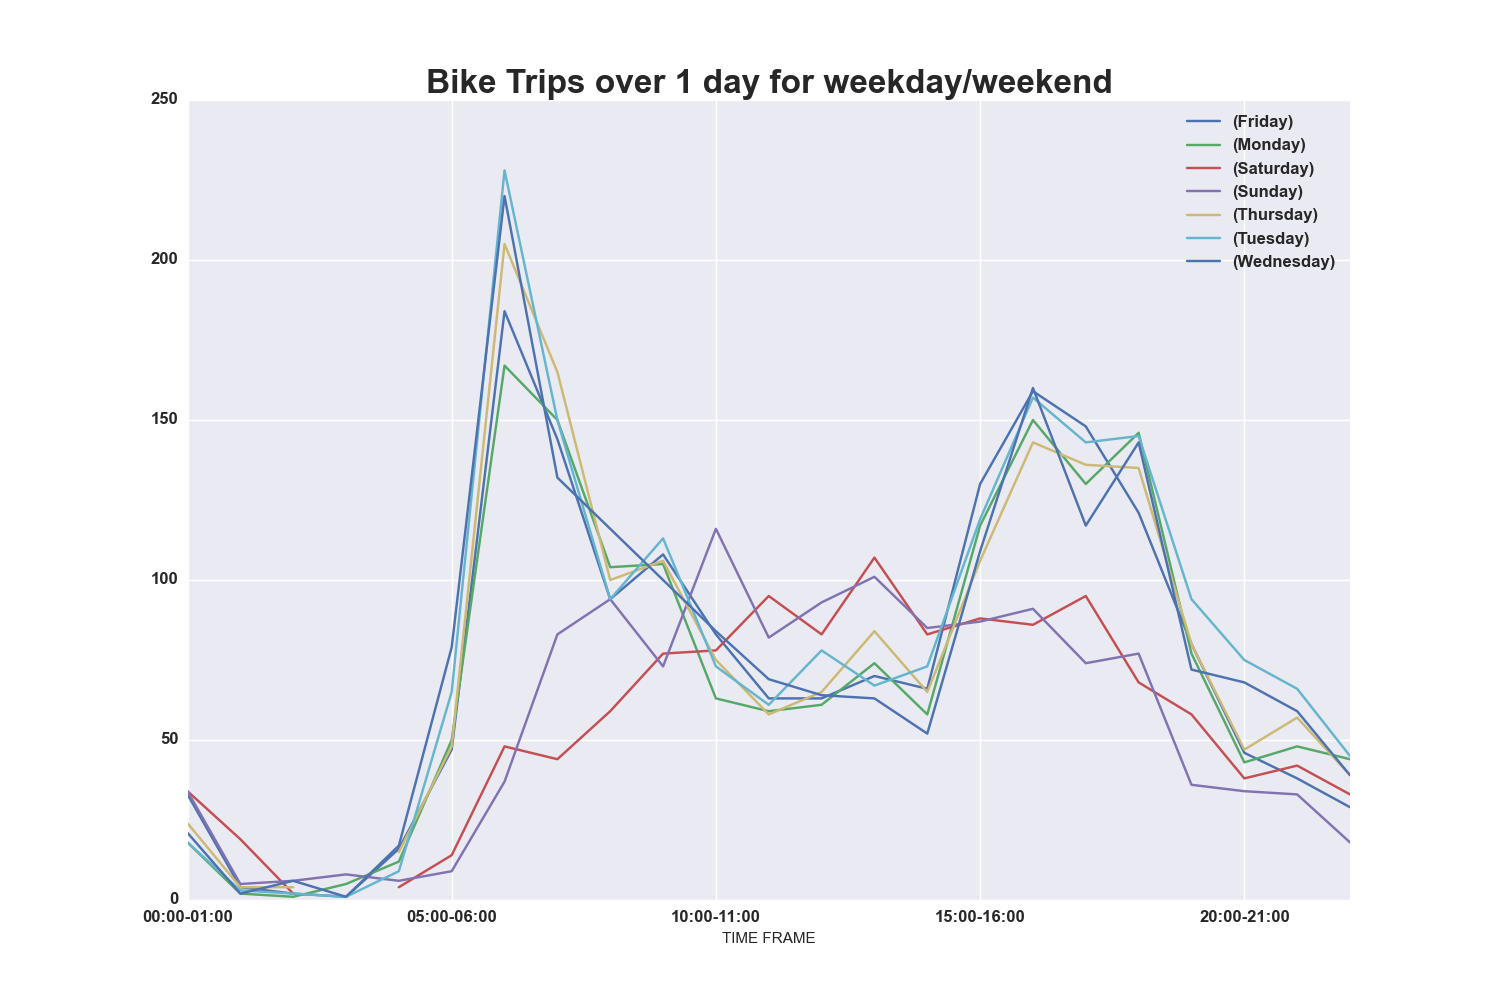 Bike Trips over 1 day for weekday/weekend
250
200
150
100
50
0
(Friday)
(Monday)
(Saturday)
(Sunday)
(Thursday)
(Tuesday)
(Wednesday)
00:00-01:00 05:00-06:00 10:00-11:00 15:00-16:00 20:00-21:00
TIME FRAME